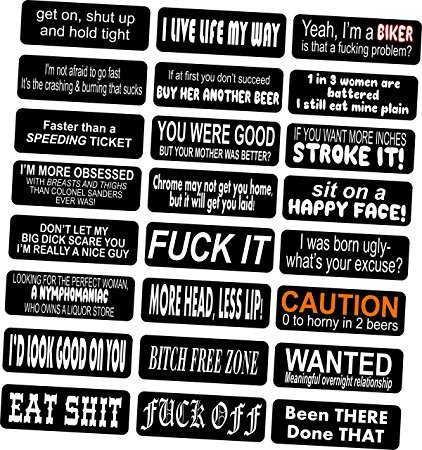 get on, shut up
and hold tight
I LIVE LIFE MY WAY
Yeah, I'm a BIKER
is that a fucking problem?
I'm not afraid to go fast
It's the crashing & burning that sucks
If at first you don't succeed
BUY HER ANOTHER BEER
1 in 3 women are
battered
I still eat mine plain
Faster than a
SPEEDING TICKET
YOU WERE GOOD
BUT YOUR MOTHER WAS BETTER?
IF YOU WANT MORE INCHES
STROKE IT!
I'M MORE OBSESSED
WITH BREASTS AND THIGHS
THAN COLONEL SANDERS
EVER WAS!
Chrome may not get you home,
but it will get you laid!
sit on a
HAPPY FACE!
DON'T LET MY
BIG DICK SCARE YOU
I'M REALLY A NICE GUY
FUCK IT
I was born ugly-
what's your excuse?
LOOKING FOR THE PERFECT WOMAN,
A NYMPHOMANIAC
WHO OWNS A LIQUOR STORE
MORE HEAD, LESS LIP!
CAUTION
0 to horny in 2 beers
I'D LOOK GOOD ON YOU
BITCH FREE ZONE
WANTED
Meaningful overnight relationship
EAT SHIT
FUCK OFF
Been THERE
Done THAT